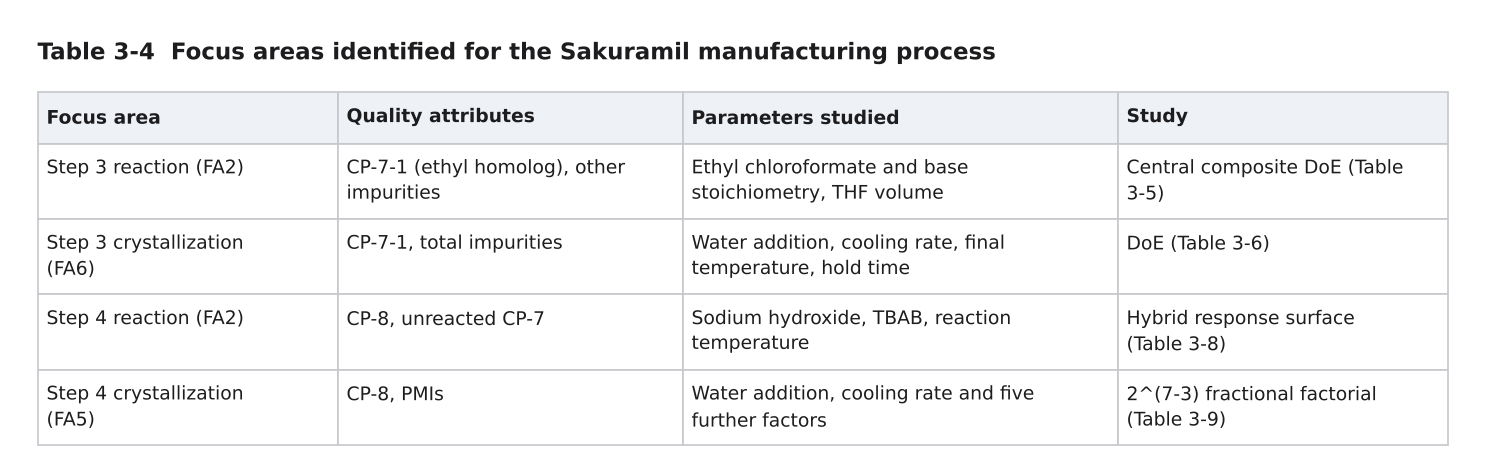 Table 3-4  Focus areas identified for the Sakuramil manufacturing process
Focus area
Quality attributes
Parameters studied
Study
Step 3 reaction (FA2)
CP-7-1 (ethyl homolog), other
impurities
Ethyl chloroformate and base
stoichiometry, THF volume
Central composite DoE (Table
3-5)
Step 3 crystallization
(FA6)
CP-7-1, total impurities
Water addition, cooling rate, final
temperature, hold time
DoE (Table 3-6)
Step 4 reaction (FA2)
CP-8, unreacted CP-7
Sodium hydroxide, TBAB, reaction
temperature
Hybrid response surface
(Table 3-8)
Step 4 crystallization
(FA5)
CP-8, PMIs
Water addition, cooling rate and five
further factors
2^(7-3) fractional factorial
(Table 3-9)